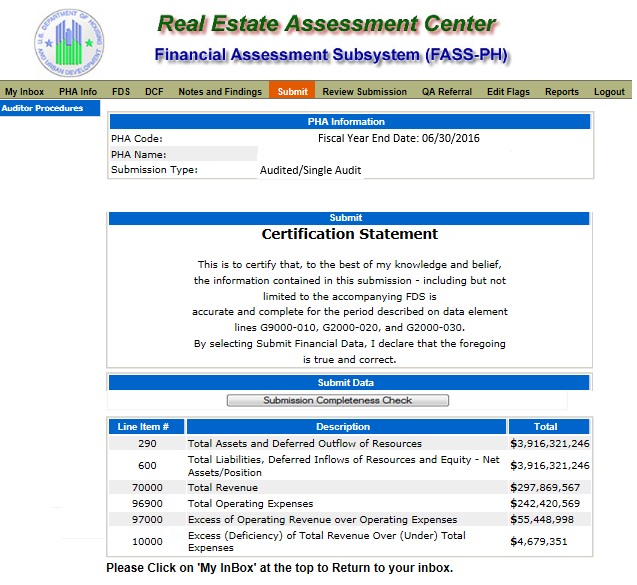 U.S. DEPARTMENT OF HOUSING AND URBAN DEVELOPMENT
Real Estate Assessment Center
Financial Assessment Subsystem (FASS-PH)
My Inbox PHA Info FDS DCF Notes and Findings Submit Review Submission QA Referral Edit Flags Reports Logout
Auditor Procedures
PHA Information
PHA Code: Fiscal Year End Date: 06/30/2016
PHA Name:
Submission Type: Audited/Single Audit
Submit
Certification Statement
This is to certify that, to the best of my knowledge and belief,
the information contained in this submission - including but not
limited to the accompanying FDS is
accurate and complete for the period described on data element
lines G9000-010, G2000-020, and G2000-030.
By selecting Submit Financial Data, I declare that the foregoing
is true and correct.
Submit Data
Submission Completeness Check
Line Item # Description Total
290 Total Assets and Deferred Outflow of Resources $3,916,321,246
600 Total Liabilities, Deferred Inflows of Resources and Equity - Net
Assets/Position $3,916,321,246
70000 Total Revenue $297,869,567
96900 Total Operating Expenses $242,420,569
97000 Excess of Operating Revenue over Operating Expenses $55,448,998
10000 Excess (Deficiency) of Total Revenue Over (Under) Total
Expenses $4,679,351
Please Click on 'My InBox' at the top to Return to your inbox.